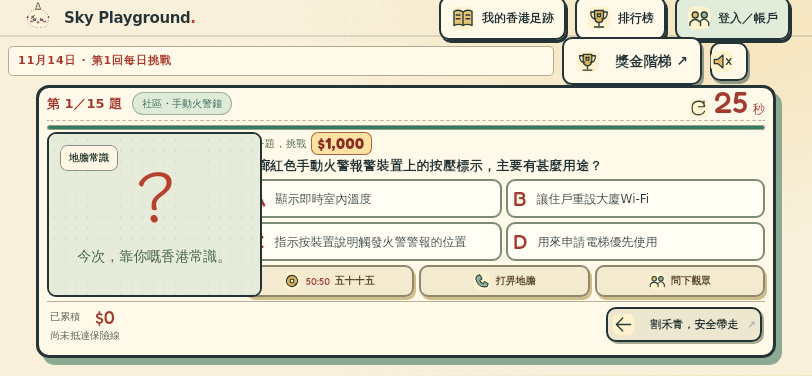 Sky Playground.
我的香港足跡
排行榜
登入／帳戶
11月14日 · 第1回每日挑戰
獎金階梯 ↗
第 1／15 題
社區 · 手動火警鐘
25 秒
地膽常識
?
今次，靠你嘅香港常識。
題，挑戰 $1,000
廊紅色手動火警報警裝置上的按壓標示，主要有甚麼用途？
顯示即時室內溫度
B 讓住戶重設大廈Wi-Fi
指示按裝置說明觸發火警警報的位置
D 用來申請電梯優先使用
50:50 五十十五
打畀地膽
問下觀眾
已累積 $0
尚未抵達保險線
割禾青，安全帶走 ↗